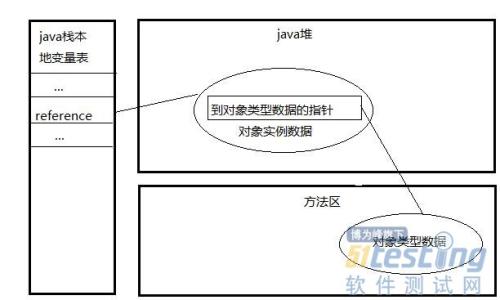 java栈本
地变量表
...
reference
...
java堆
到对象类型数据的指针
对象实例数据
方法区
博为峰旗下
对象类型数据
51testing
软件测试网